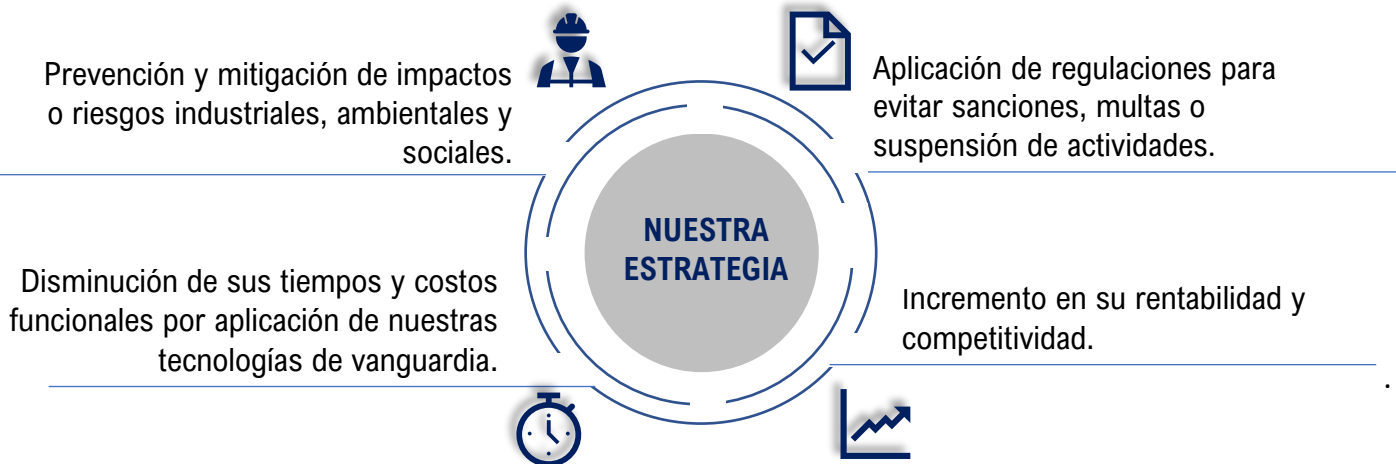 Prevención y mitigación de impactos
o riesgos industriales, ambientales y
sociales.
Aplicación de regulaciones para
evitar sanciones, multas o
suspensión de actividades.
NUESTRA
ESTRATEGIA
Disminución de sus tiempos y costos
funcionales por aplicación de nuestras
tecnologías de vanguardia.
Incremento en su rentabilidad y
competitividad.
.